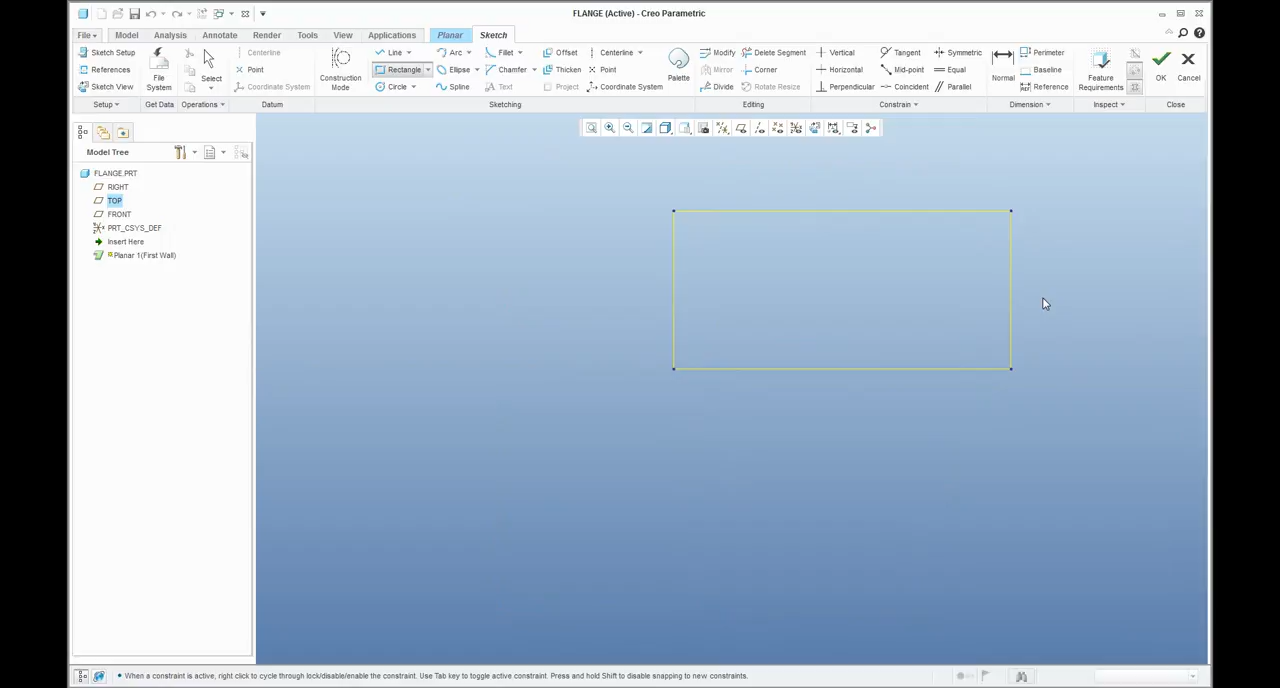 FLANGE (Active) - Creo Parametric
File Model Analysis Annotate Render Tools View Applications Planar Sketch
Sketch Setup
References
Sketch View
Setup
File System
Get Data
Select
Operations
Centerline
Point
Coordinate System
Datum
Construction Mode
Line Arc Fillet Offset Centerline
Rectangle Ellipse Chamfer Thicken Point
Circle Spline Text Project Coordinate System
Sketching
Palette
Modify Delete Segment
Mirror Corner
Divide Rotate Resize
Editing
Vertical Tangent Symmetric
Horizontal Mid-point Equal
Perpendicular Coincident Parallel
Constrain
Normal
Perimeter
Baseline
Reference
Dimension
Feature Requirements
Inspect
OK
Cancel
Close
Model Tree
FLANGE.PRT
RIGHT
TOP
FRONT
PRT_CSYS_DEF
Insert Here
Planar 1(First Wall)
When a constraint is active, right click to cycle through lock/disable/enable the constraint. Use Tab key to toggle active constraint. Press and hold Shift to disable snapping to new constraints.